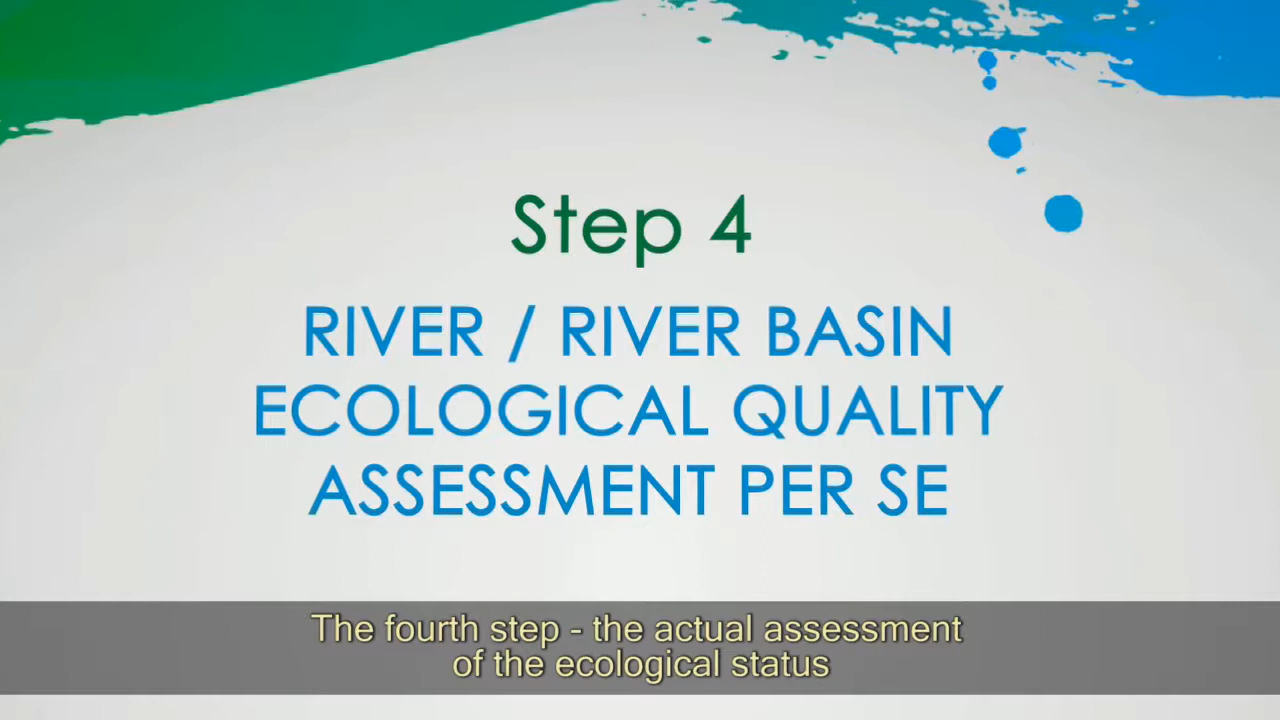 Step 4
RIVER / RIVER BASIN
ECOLOGICAL QUALITY
ASSESSMENT PER SE
The fourth step - the actual assessment
of the ecological status